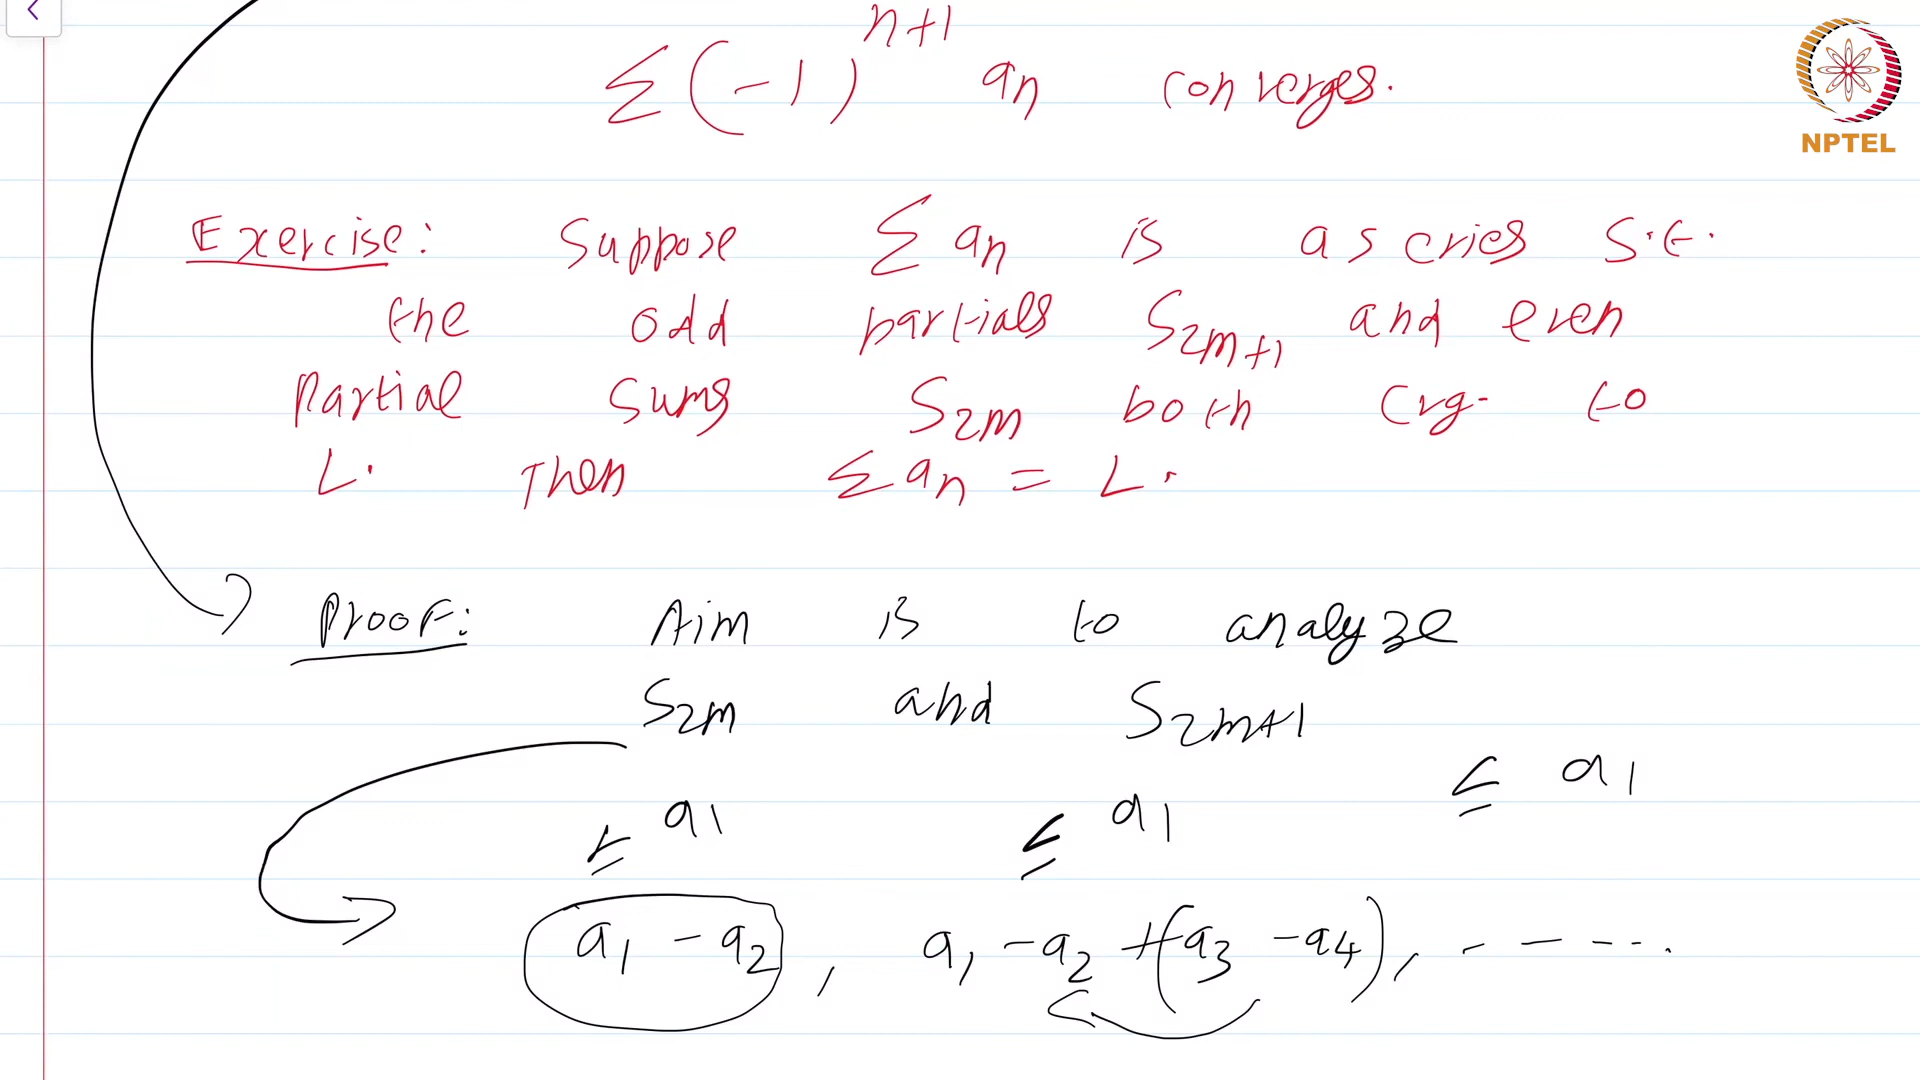 Σ(-1)^{n+1} a_n converges.
NPTEL
Exercise: Suppose Σ a_n is a series s.t.
the odd partials S_{2m+1} and even
Partial sums S_{2m} both cvg. to
L. Then Σ a_n = L.
Proof: Aim is to analyze
S_{2m} and S_{2m+1}
≤ a_1 ≤ a_1 ≤ a_1
a_1 - a_2, a_1 - a_2 + (a_3 - a_4), - - - - .